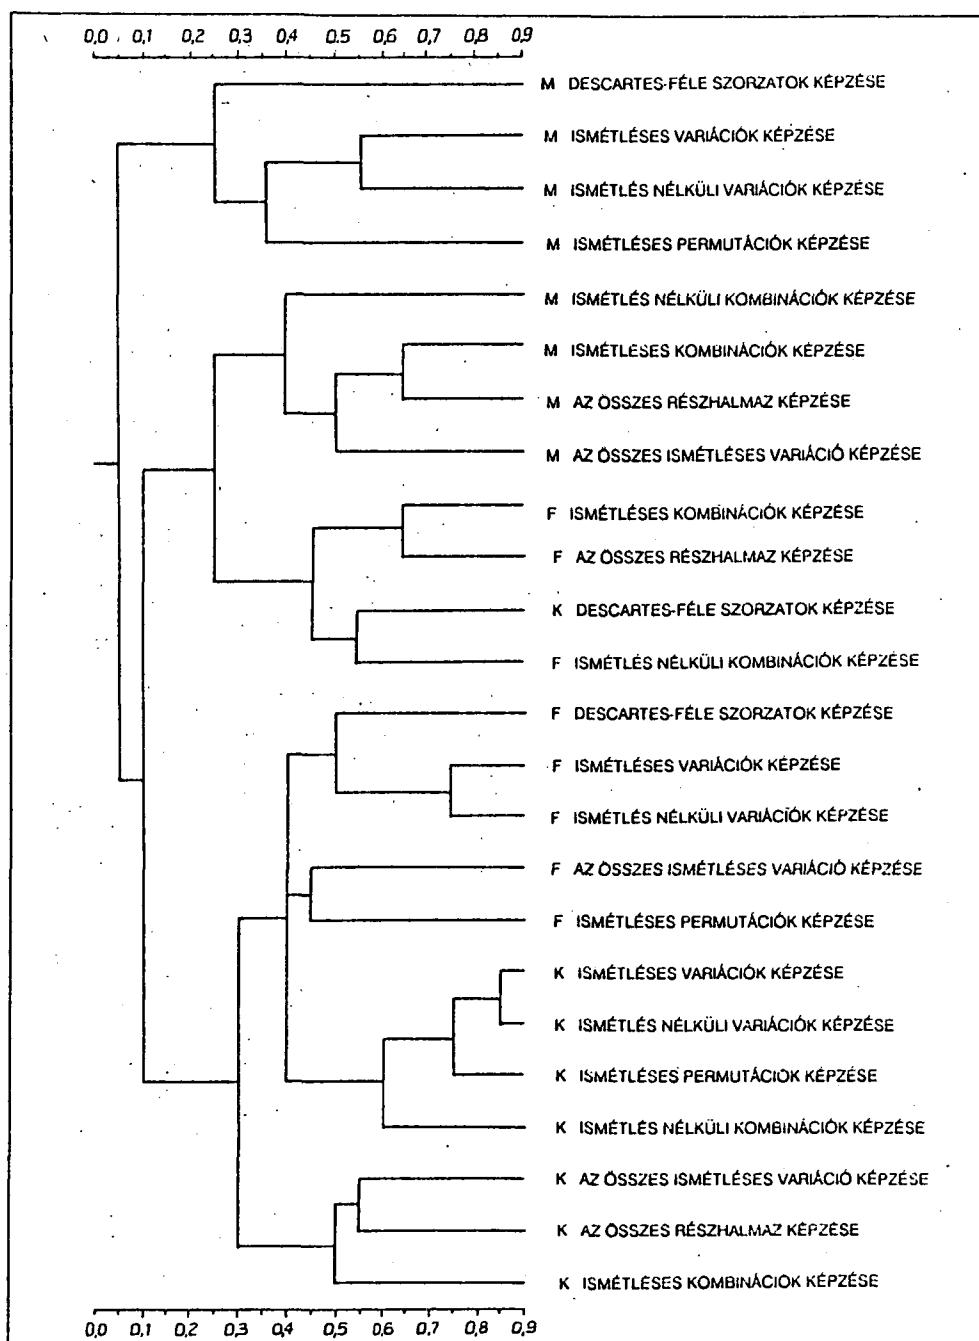 0,0 0,1 0,2 0,3 0,4 0,5 0,6 0,7 0,8 0,9
M DESCARTES-FÉLE SZORZATOK KÉPZÉSE
M ISMÉTLÉSES VARIÁCIÓK KÉPZÉSE
M ISMÉTLÉS NÉLKÜLI VARIÁCIÓK KÉPZÉSE
M ISMÉTLÉSES PERMUTÁCIÓK KÉPZÉSE
M ISMÉTLÉS NÉLKÜLI KOMBINÁCIÓK KÉPZÉSE
M ISMÉTLÉSES KOMBINÁCIÓK KÉPZÉSE
M AZ ÖSSZES RÉSZHALMAZ KÉPZÉSE
M AZ ÖSSZES ISMÉTLÉSES VARIÁCIÓ KÉPZÉSE
F ISMÉTLÉSES KOMBINÁCIÓK KÉPZÉSE
F AZ ÖSSZES RÉSZHALMAZ KÉPZÉSE
K DESCARTES-FÉLE SZORZATOK KÉPZÉSE
F ISMÉTLÉS NÉLKÜLI KOMBINÁCIÓK KÉPZÉSE
F DESCARTES-FÉLE SZORZATOK KÉPZÉSE
F ISMÉTLÉSES VARIÁCIÓK KÉPZÉSE
F ISMÉTLÉS NÉLKÜLI VARIÁCIÓK KÉPZÉSE
F AZ ÖSSZES ISMÉTLÉSES VARIÁCIÓ KÉPZÉSE
F ISMÉTLÉSES PERMUTÁCIÓK KÉPZÉSE
K ISMÉTLÉSES VARIÁCIÓK KÉPZÉSE
K ISMÉTLÉS NÉLKÜLI VARIÁCIÓK KÉPZÉSE
K ISMÉTLÉSES PERMUTÁCIÓK KÉPZÉSE
K ISMÉTLÉS NÉLKÜLI KOMBINÁCIÓK KÉPZÉSE
K AZ ÖSSZES ISMÉTLÉSES VARIÁCIÓ KÉPZÉSE
K AZ ÖSSZES RÉSZHALMAZ KÉPZÉSE
K ISMÉTLÉSES KOMBINÁCIÓK KÉPZÉSE
0,0 0,1 0,2 0,3 0,4 0,5 0,6 0,7 0,8 0,9